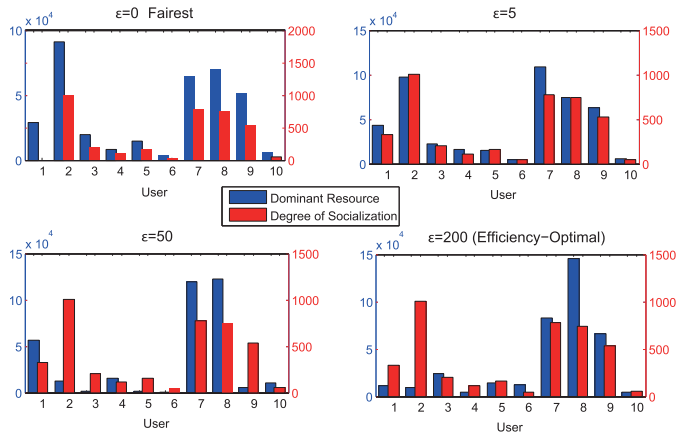 ε=0 Fairest
10 x 10^4
5
0
2000
1500
1000
500
0
1 2 3 4 5 6 7 8 9 10
User
ε=5
15 x 10^4
10
5
0
1500
1000
500
0
1 2 3 4 5 6 7 8 9 10
User
Dominant Resource
Degree of Socialization
ε=50
15 x 10^4
10
5
0
1500
1000
500
0
1 2 3 4 5 6 7 8 9 10
User
ε=200 (Efficiency-Optimal)
15 x 10^4
10
5
0
1500
1000
500
0
1 2 3 4 5 6 7 8 9 10
User